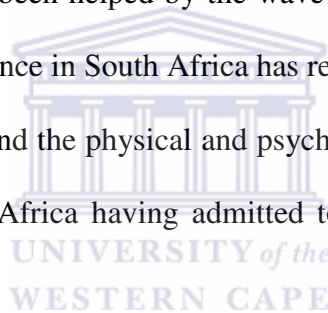 been helped by the wave
nce in South Africa has re
nd the physical and psych
Africa having admitted to
UNIVERSITY of the
WESTERN CAPE